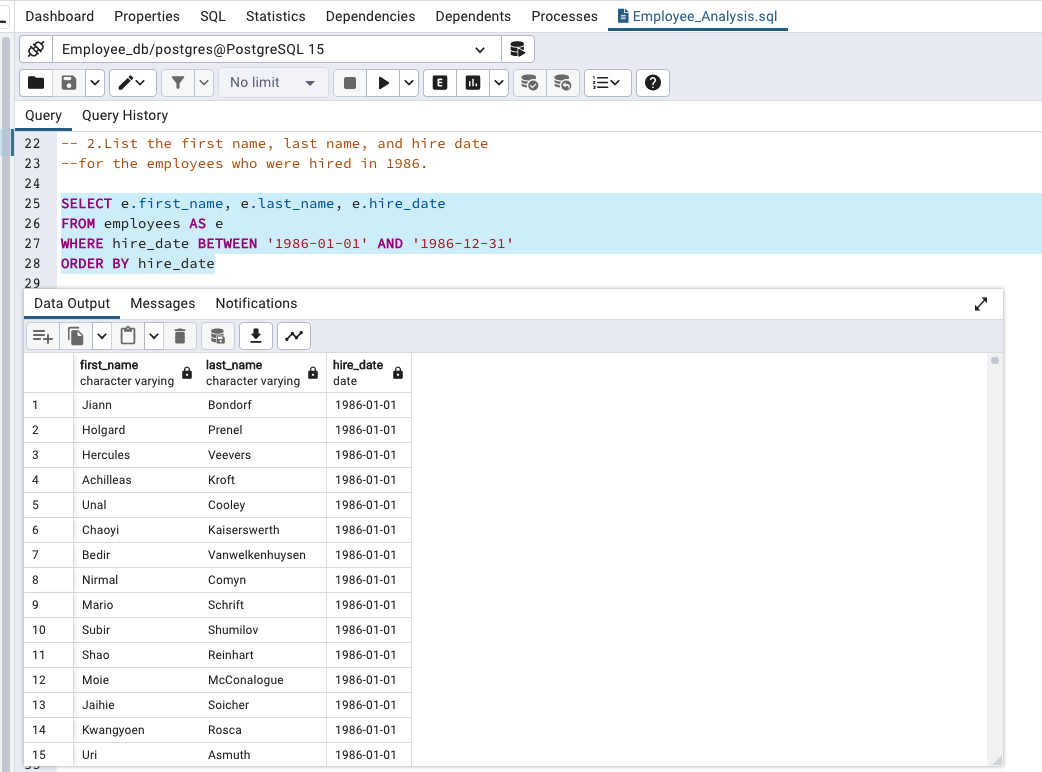 Dashboard Properties SQL Statistics Dependencies Dependents Processes Employee_Analysis.sql
Employee_db/postgres@PostgreSQL 15
No limit E
Query Query History
22 -- 2.List the first name, last name, and hire date
23 --for the employees who were hired in 1986.
24
25 SELECT e.first_name, e.last_name, e.hire_date
26 FROM employees AS e
27 WHERE hire_date BETWEEN '1986-01-01' AND '1986-12-31'
28 ORDER BY hire_date
29
Data Output Messages Notifications
first_name last_name hire_date
character varying character varying date
1 Jiann Bondorf 1986-01-01
2 Holgard Prenel 1986-01-01
3 Hercules Veevers 1986-01-01
4 Achilleas Kroft 1986-01-01
5 Unal Cooley 1986-01-01
6 Chaoyi Kaiserswerth 1986-01-01
7 Bedir Vanwelkenhuysen 1986-01-01
8 Nirmal Comyn 1986-01-01
9 Mario Schrift 1986-01-01
10 Subir Shumilov 1986-01-01
11 Shao Reinhart 1986-01-01
12 Moie McConalogue 1986-01-01
13 Jaihie Soicher 1986-01-01
14 Kwangyoen Rosca 1986-01-01
15 Uri Asmuth 1986-01-01